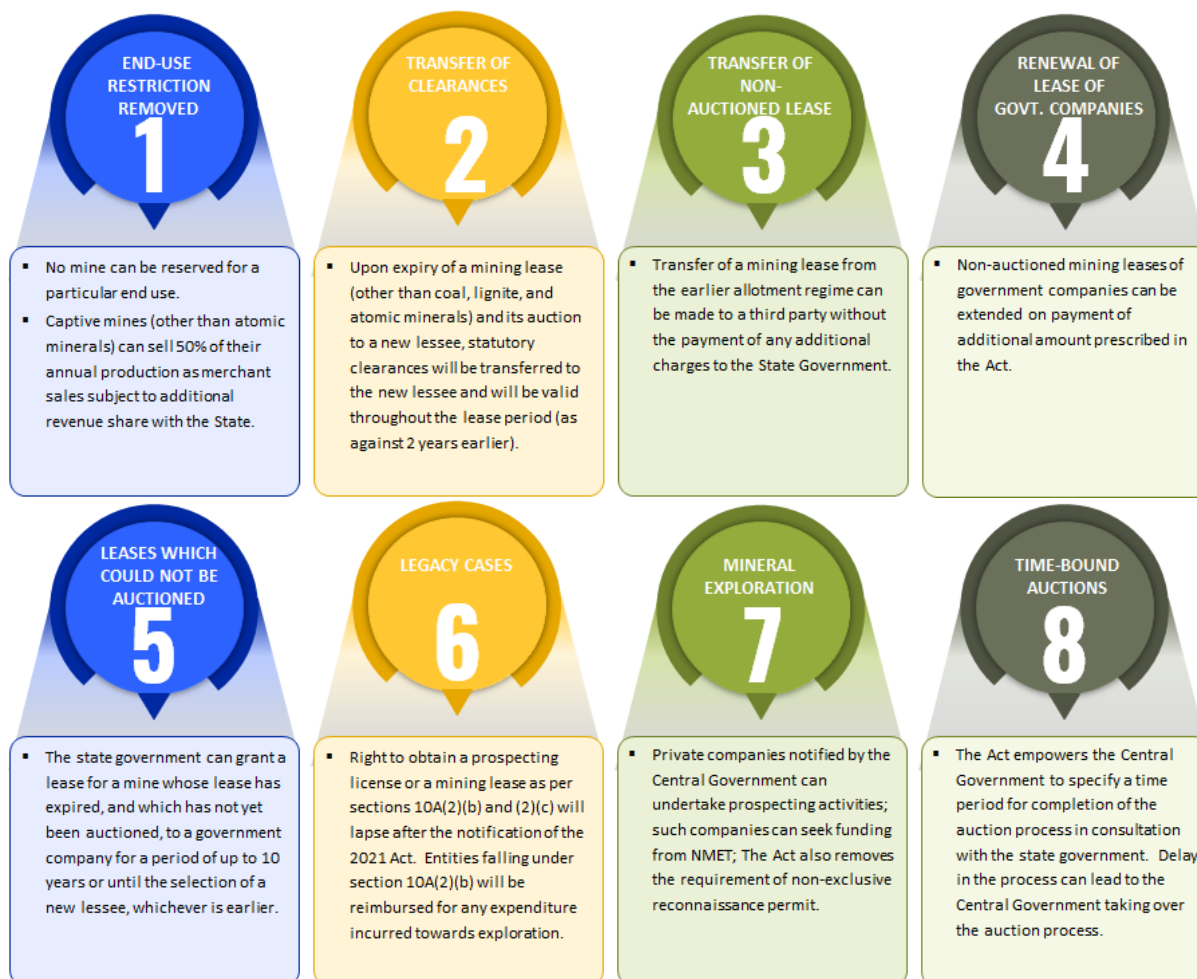 END-USE
RESTRICTION
REMOVED
1
▪ No mine can be reserved for a
particular end use.
▪ Captive mines (other than atomic
minerals) can sell 50% of their
annual production as merchant
sales subject to additional
revenue share with the State.
TRANSFER OF
CLEARANCES
2
▪ Upon expiry of a mining lease
(other than coal, lignite, and
atomic minerals) and its auction
to a new lessee, statutory
clearances will be transferred to
the new lessee and will be valid
throughout the lease period (as
against 2 years earlier).
TRANSFER OF
NON-
AUCTIONED LEASE
3
▪ Transfer of a mining lease from
the earlier allotment regime can
be made to a third party without
the payment of any additional
charges to the State Government.
RENEWAL OF
LEASE OF
GOVT. COMPANIES
4
▪ Non-auctioned mining leases of
government companies can be
extended on payment of
additional amount prescribed in
the Act.
LEASES WHICH
COULD NOT BE
AUCTIONED
5
▪ The state government can grant a
lease for a mine whose lease has
expired, and which has not yet
been auctioned, to a government
company for a period of up to 10
years or until the selection of a
new lessee, whichever is earlier.
LEGACY CASES
6
▪ Right to obtain a prospecting
license or a mining lease as per
sections 10A(2)(b) and (2)(c) will
lapse after the notification of the
2021 Act. Entities falling under
section 10A(2)(b) will be
reimbursed for any expenditure
incurred towards exploration.
MINERAL
EXPLORATION
7
▪ Private companies notified by the
Central Government can
undertake prospecting activities;
such companies can seek funding
from NMET; The Act also removes
the requirement of non-exclusive
reconnaissance permit.
TIME-BOUND
AUCTIONS
8
▪ The Act empowers the Central
Government to specify a time
period for completion of the
auction process in consultation
with the state government. Delay
in the process can lead to the
Central Government taking over
the auction process.